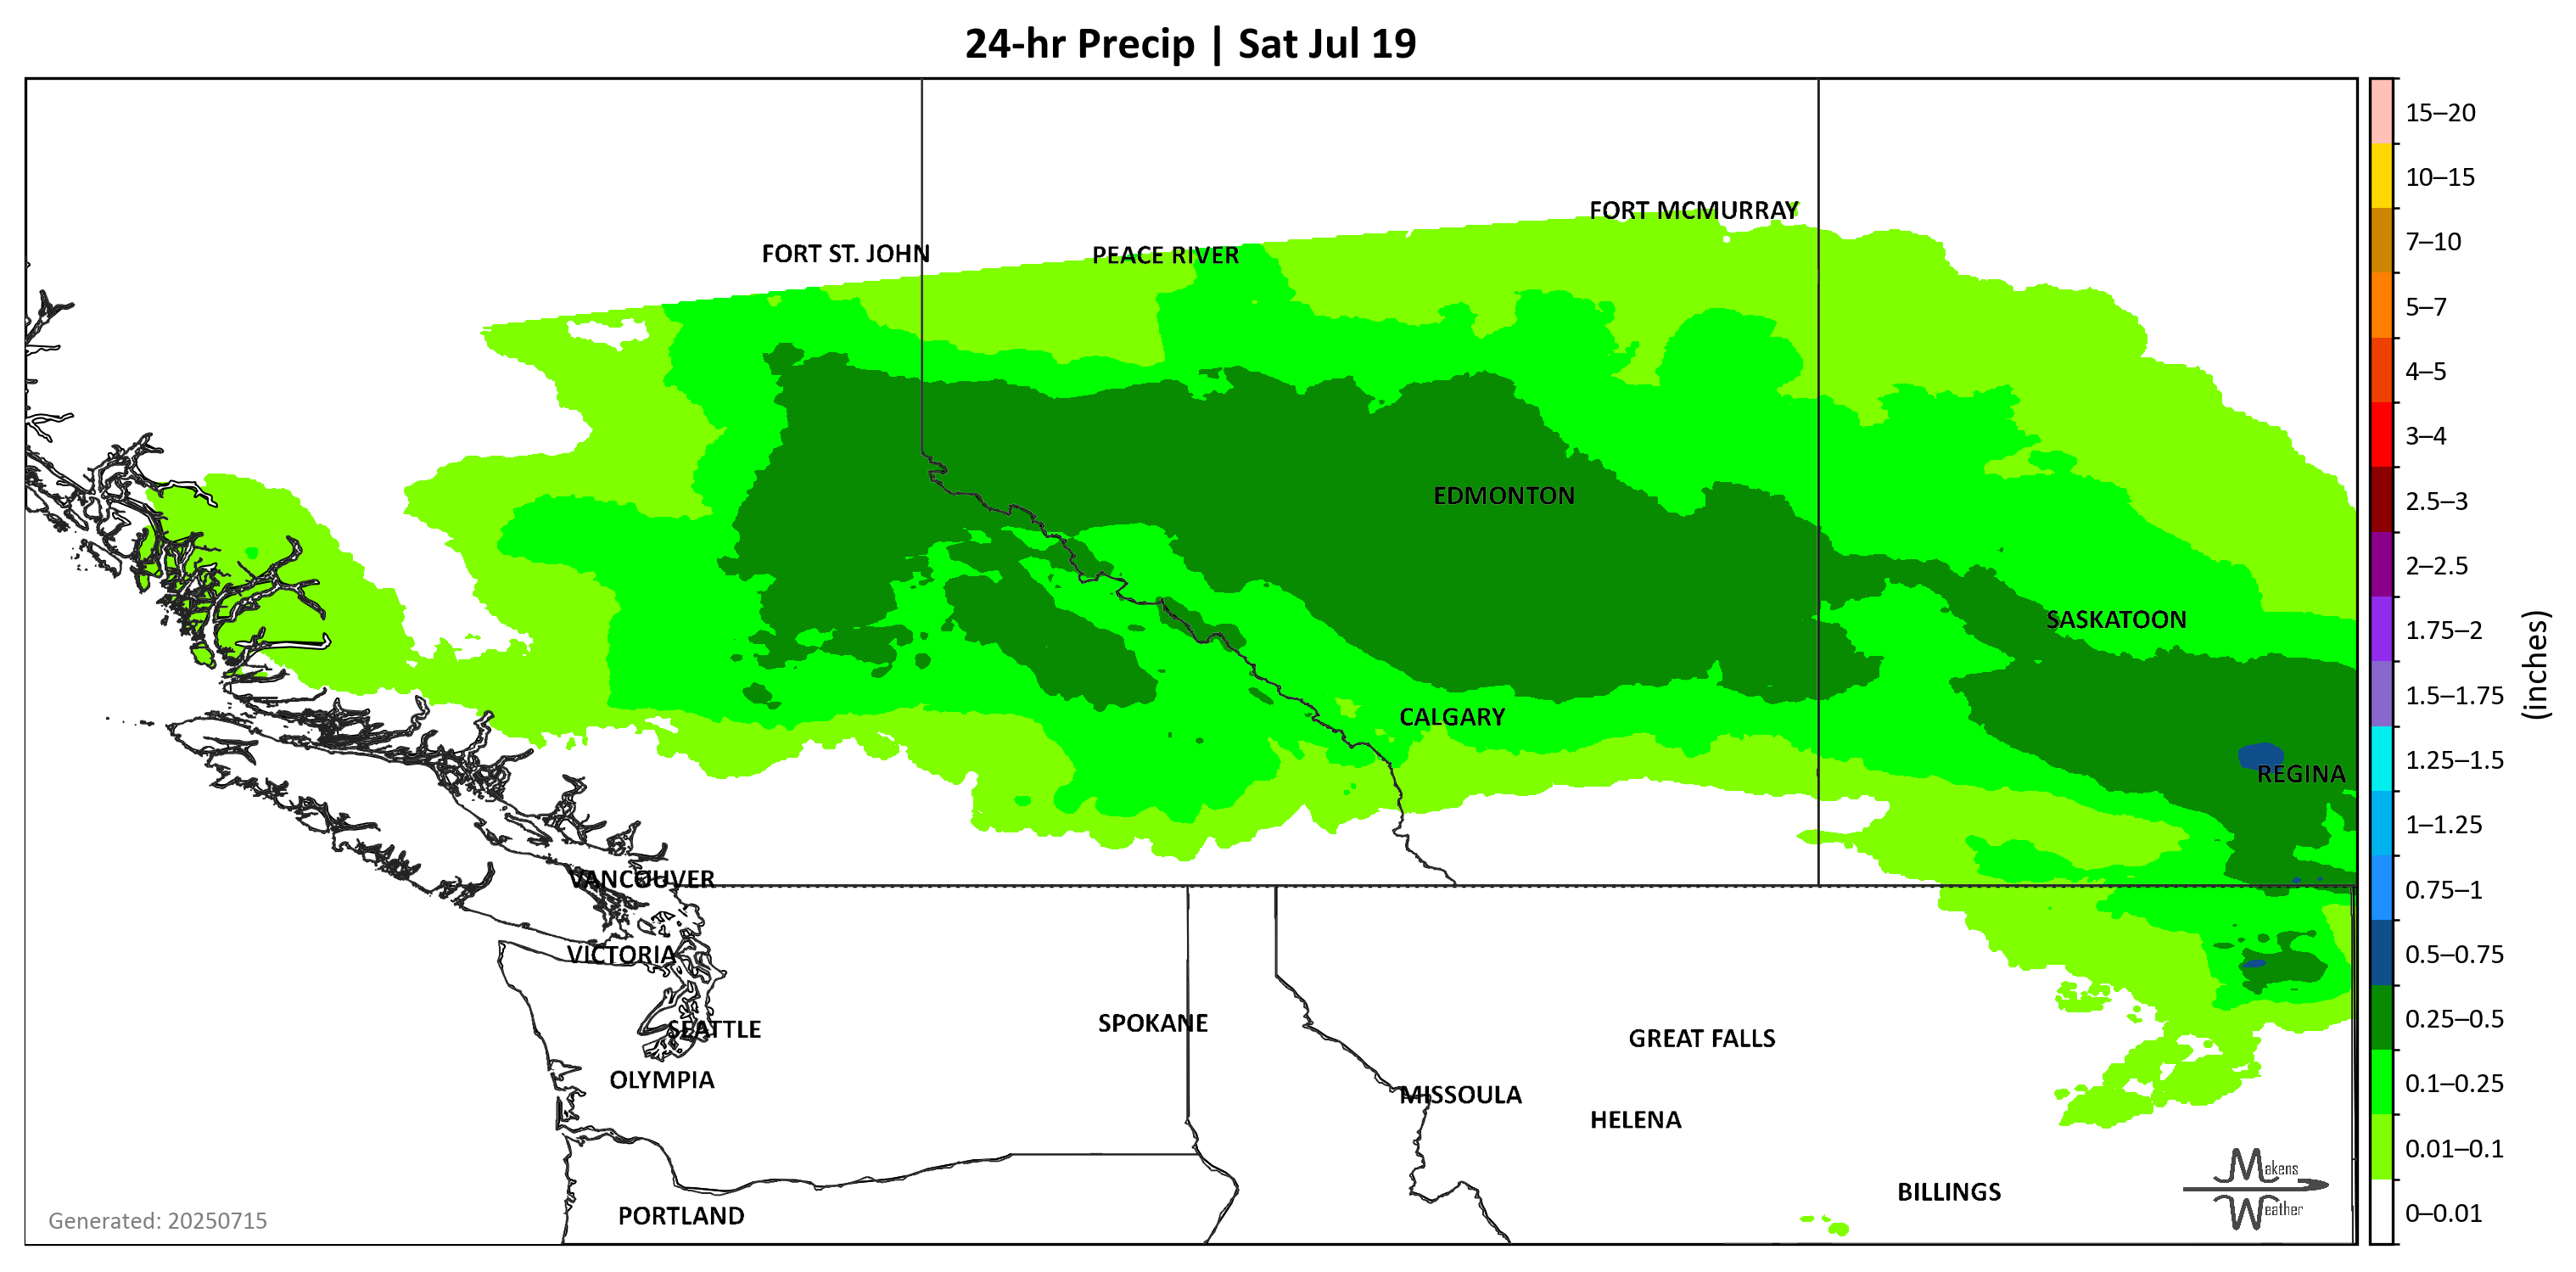 24-hr Precip | Sat Jul 19
FORT MCMURRAY
FORT ST. JOHN
PEACE RIVER
EDMONTON
SASKATOON
CALGARY
REGINA
VANCOUVER
VICTORIA
SEATTLE
SPOKANE
GREAT FALLS
OLYMPIA
MISSOULA
HELENA
BILLINGS
PORTLAND
Makens
Weather
Generated: 20250715
15–20
10–15
7–10
5–7
4–5
3–4
2.5–3
2–2.5
1.75–2
1.5–1.75
1.25–1.5
1–1.25
0.75–1
0.5–0.75
0.25–0.5
0.1–0.25
0.01–0.1
0–0.01
(inches)